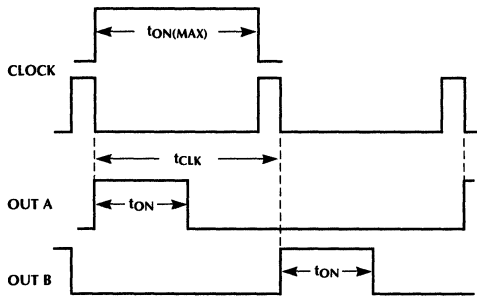 tON(MAX)
CLOCK
tCLK
OUT A
tON
OUT B
tON